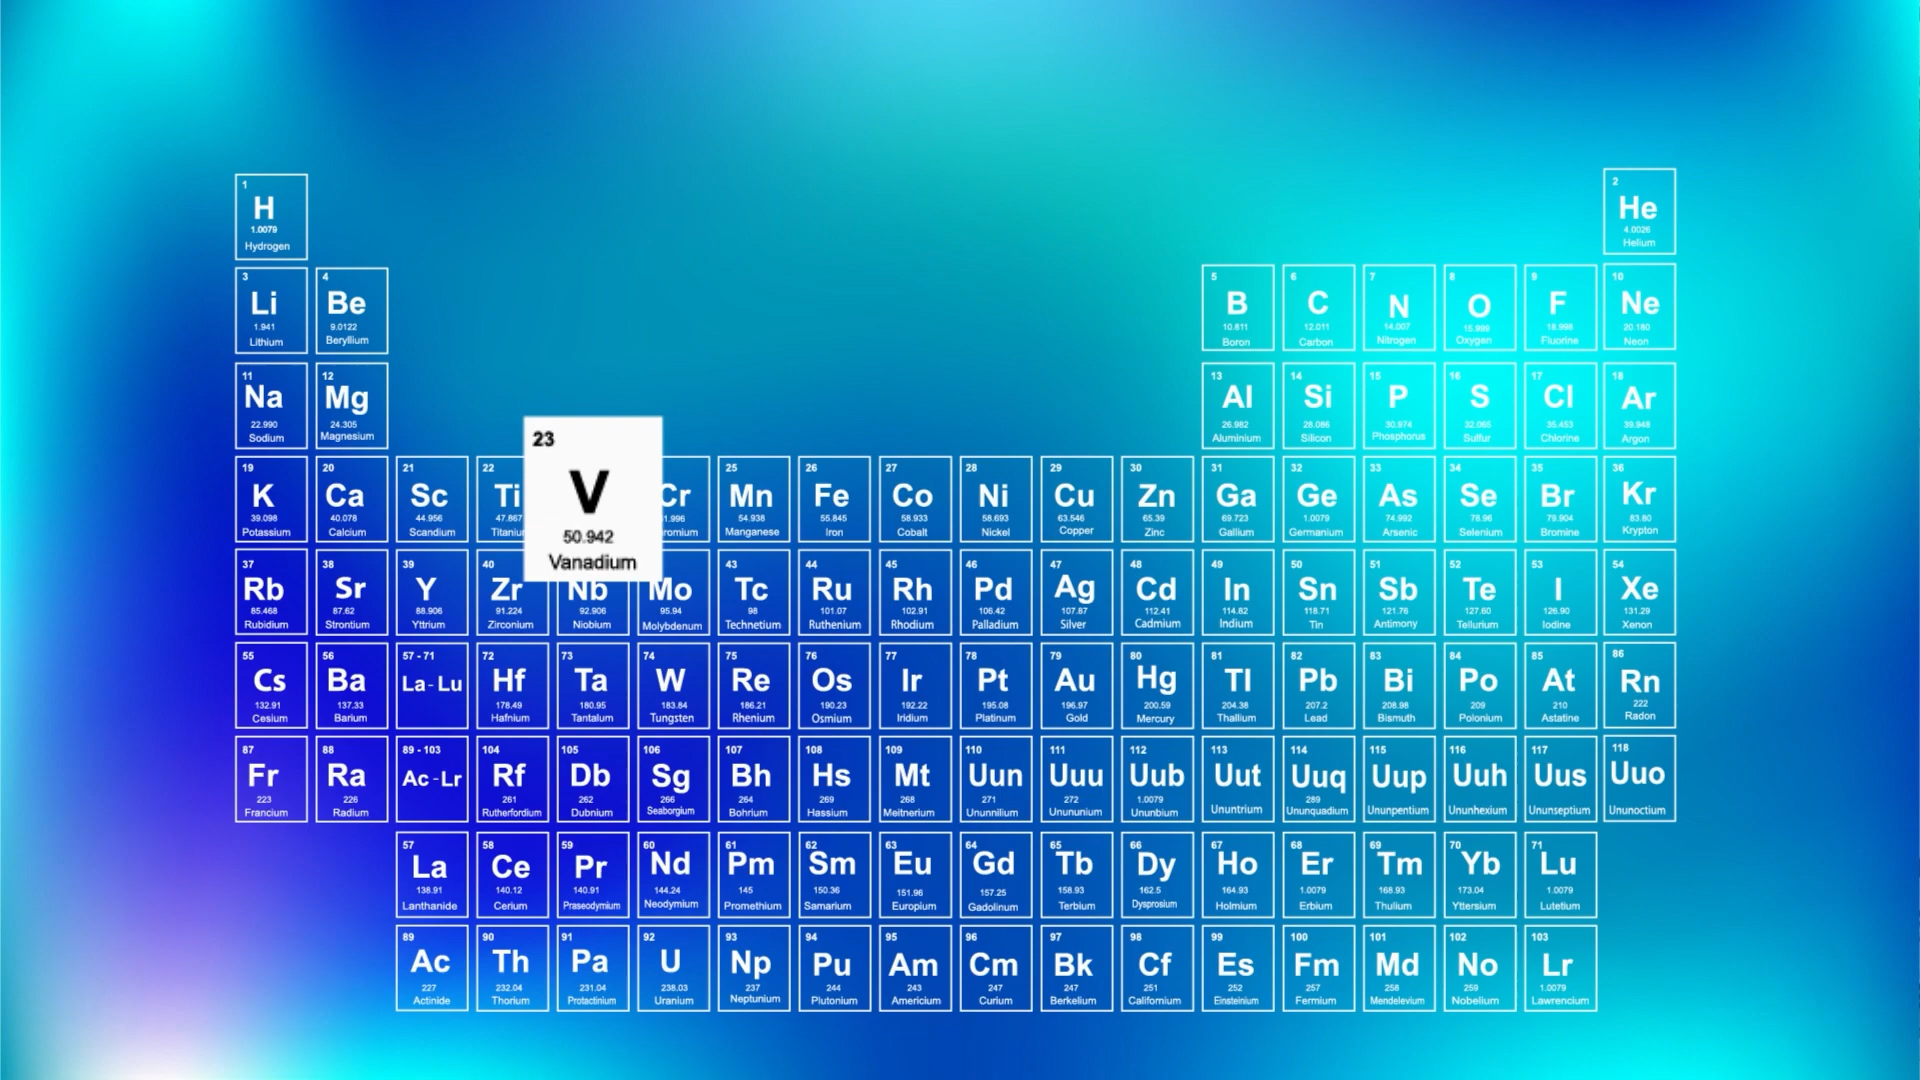 1
H
1.0079
Hydrogen
2
He
4.0026
Helium
3
Li
1.941
Lithium
4
Be
9.0122
Beryllium
5
B
10.811
Boron
6
C
12.011
Carbon
7
N
14.007
Nitrogen
8
O
15.999
Oxygen
9
F
18.998
Fluorine
10
Ne
20.180
Neon
11
Na
22.990
Sodium
12
Mg
24.305
Magnesium
13
Al
26.982
Aluminium
14
Si
28.086
Silicon
15
P
30.974
Phosphorus
16
S
32.065
Sulfur
17
Cl
35.453
Chlorine
18
Ar
39.948
Argon
19
K
39.098
Potassium
20
Ca
40.078
Calcium
21
Sc
44.956
Scandium
22
Ti
47.867
Titaniu
23
V
50.942
Vanadium
Cr
1.996
romium
25
Mn
54.938
Manganese
26
Fe
55.845
Iron
27
Co
58.933
Cobalt
28
Ni
58.693
Nickel
29
Cu
63.546
Copper
30
Zn
65.39
Zinc
31
Ga
69.723
Gallium
32
Ge
1.0079
Germanium
33
As
74.992
Arsenic
34
Se
78.96
Selenium
35
Br
79.904
Bromine
36
Kr
83.80
Krypton
37
Rb
85.468
Rubidium
38
Sr
87.62
Strontium
39
Y
88.906
Yttrium
40
Zr
91.224
Zirconium
Nb
92.906
Niobium
Mo
95.94
Molybdenum
43
Tc
98
Technetium
44
Ru
101.07
Ruthenium
45
Rh
102.91
Rhodium
46
Pd
106.42
Palladium
47
Ag
107.87
Silver
48
Cd
112.41
Cadmium
49
In
114.82
Indium
50
Sn
118.71
Tin
51
Sb
121.76
Antimony
52
Te
127.60
Tellurium
53
I
126.90
Iodine
54
Xe
131.29
Xenon
55
Cs
132.91
Cesium
56
Ba
137.33
Barium
57 - 71
La - Lu
72
Hf
178.49
Hafnium
73
Ta
180.95
Tantalum
74
W
183.84
Tungsten
75
Re
186.21
Rhenium
76
Os
190.23
Osmium
77
Ir
192.22
Iridium
78
Pt
195.08
Platinum
79
Au
196.97
Gold
80
Hg
200.59
Mercury
81
Tl
204.38
Thallium
82
Pb
207.2
Lead
83
Bi
208.98
Bismuth
84
Po
209
Polonium
85
At
210
Astatine
86
Rn
222
Radon
87
Fr
223
Francium
88
Ra
226
Radium
89 - 103
Ac - Lr
104
Rf
261
Rutherfordium
105
Db
262
Dubnium
106
Sg
266
Seaborgium
107
Bh
264
Bohrium
108
Hs
269
Hassium
109
Mt
268
Meitnerium
110
Uun
271
Ununnilium
111
Uuu
272
Unununium
112
Uub
1.0079
Ununbium
113
Uut
Ununtrium
114
Uuq
289
Ununquadium
115
Uup
Ununpentium
116
Uuh
Ununhexium
117
Uus
Ununseptium
118
Uuo
Ununoctium
57
La
138.91
Lanthanide
58
Ce
140.12
Cerium
59
Pr
140.91
Praseodymium
60
Nd
144.24
Neodymium
61
Pm
145
Promethium
62
Sm
150.36
Samarium
63
Eu
151.96
Europium
64
Gd
157.25
Gadolinum
65
Tb
158.93
Terbium
66
Dy
162.5
Dysprosium
67
Ho
164.93
Holmium
68
Er
1.0079
Erbium
69
Tm
168.93
Thulium
70
Yb
173.04
Yttersium
71
Lu
1.0079
Lutetium
89
Ac
227
Actinide
90
Th
232.04
Thorium
91
Pa
231.04
Protactinium
92
U
238.03
Uranium
93
Np
237
Neptunium
94
Pu
244
Plutonium
95
Am
243
Americium
96
Cm
247
Curium
97
Bk
247
Berkelium
98
Cf
251
Californium
99
Es
252
Einsteinium
100
Fm
257
Fermium
101
Md
258
Mendelevium
102
No
259
Nobelium
103
Lr
1.0079
Lawrencium